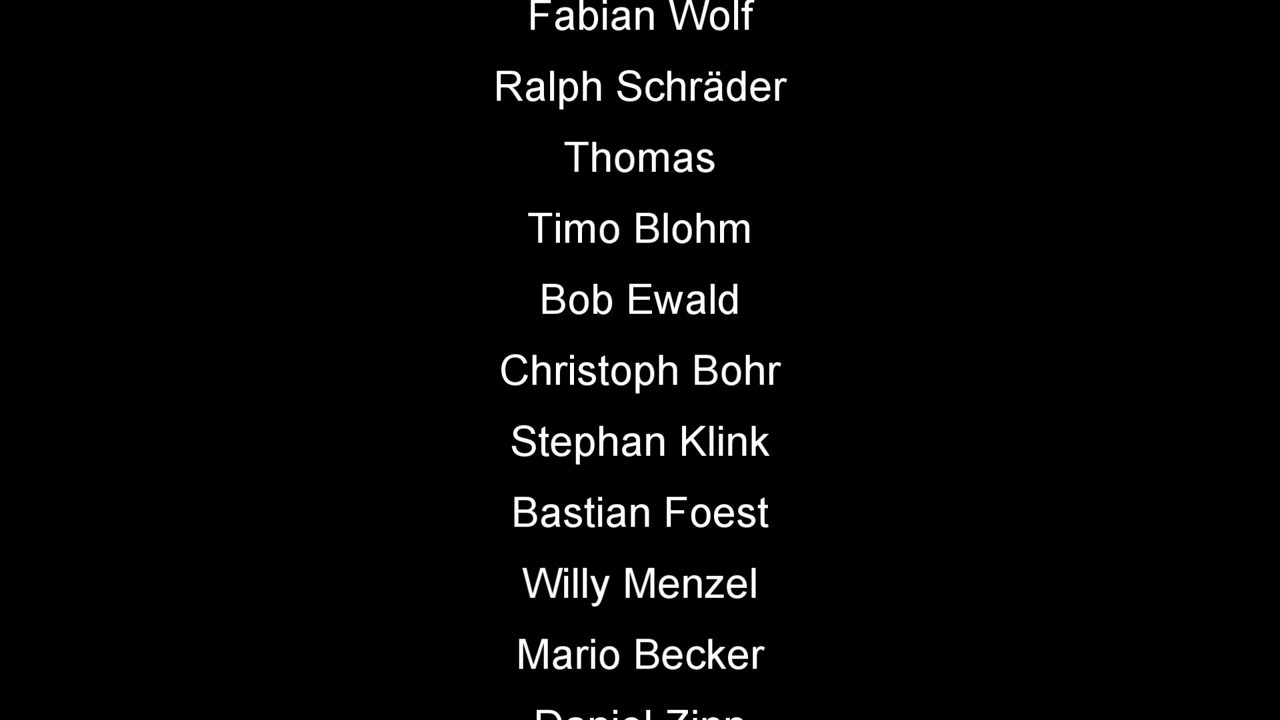 Fabian Wolf
Ralph Schräder
Thomas
Timo Blohm
Bob Ewald
Christoph Bohr
Stephan Klink
Bastian Foest
Willy Menzel
Mario Becker
Daniel